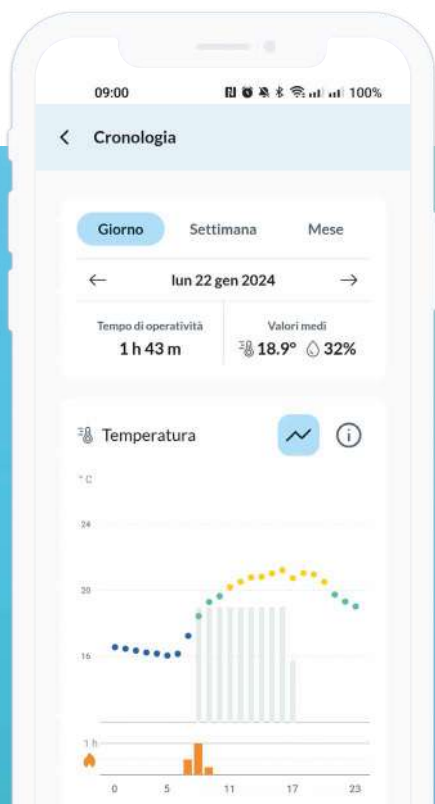 09:00 100%
Cronologia
Giorno Settimana Mese
lun 22 gen 2024
Tempo di operatività Valori medi
1 h 43 m 18.9° 32%
Temperatura
° C
24
20
16
1 h
0 5 11 17 23